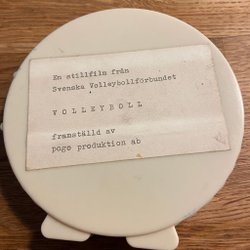 En stillfilm från
Svenska Volleybollförbundet
VOLLEYBOLL
framställd av
pogo produktion ab